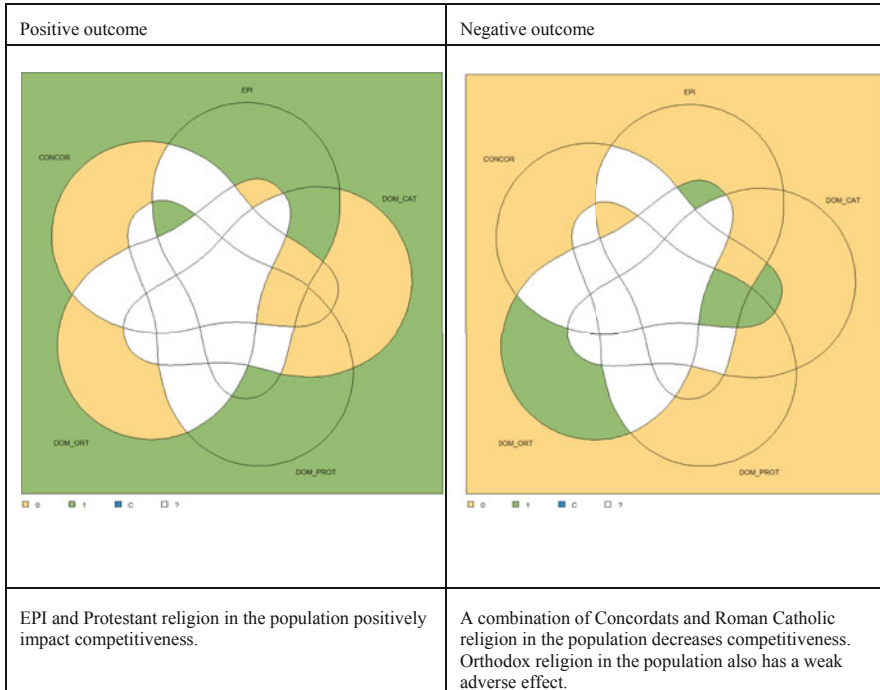 Positive outcome
Negative outcome
EPI
CONCOR
DOM_CAT
DOM_ORT
DOM_PROT
0 1 C ?
EPI
CONCOR
DOM_CAT
DOM_ORT
DOM_PROT
0 1 C ?
EPI and Protestant religion in the population positively
impact competitiveness.
A combination of Concordats and Roman Catholic
religion in the population decreases competitiveness.
Orthodox religion in the population also has a weak
adverse effect.